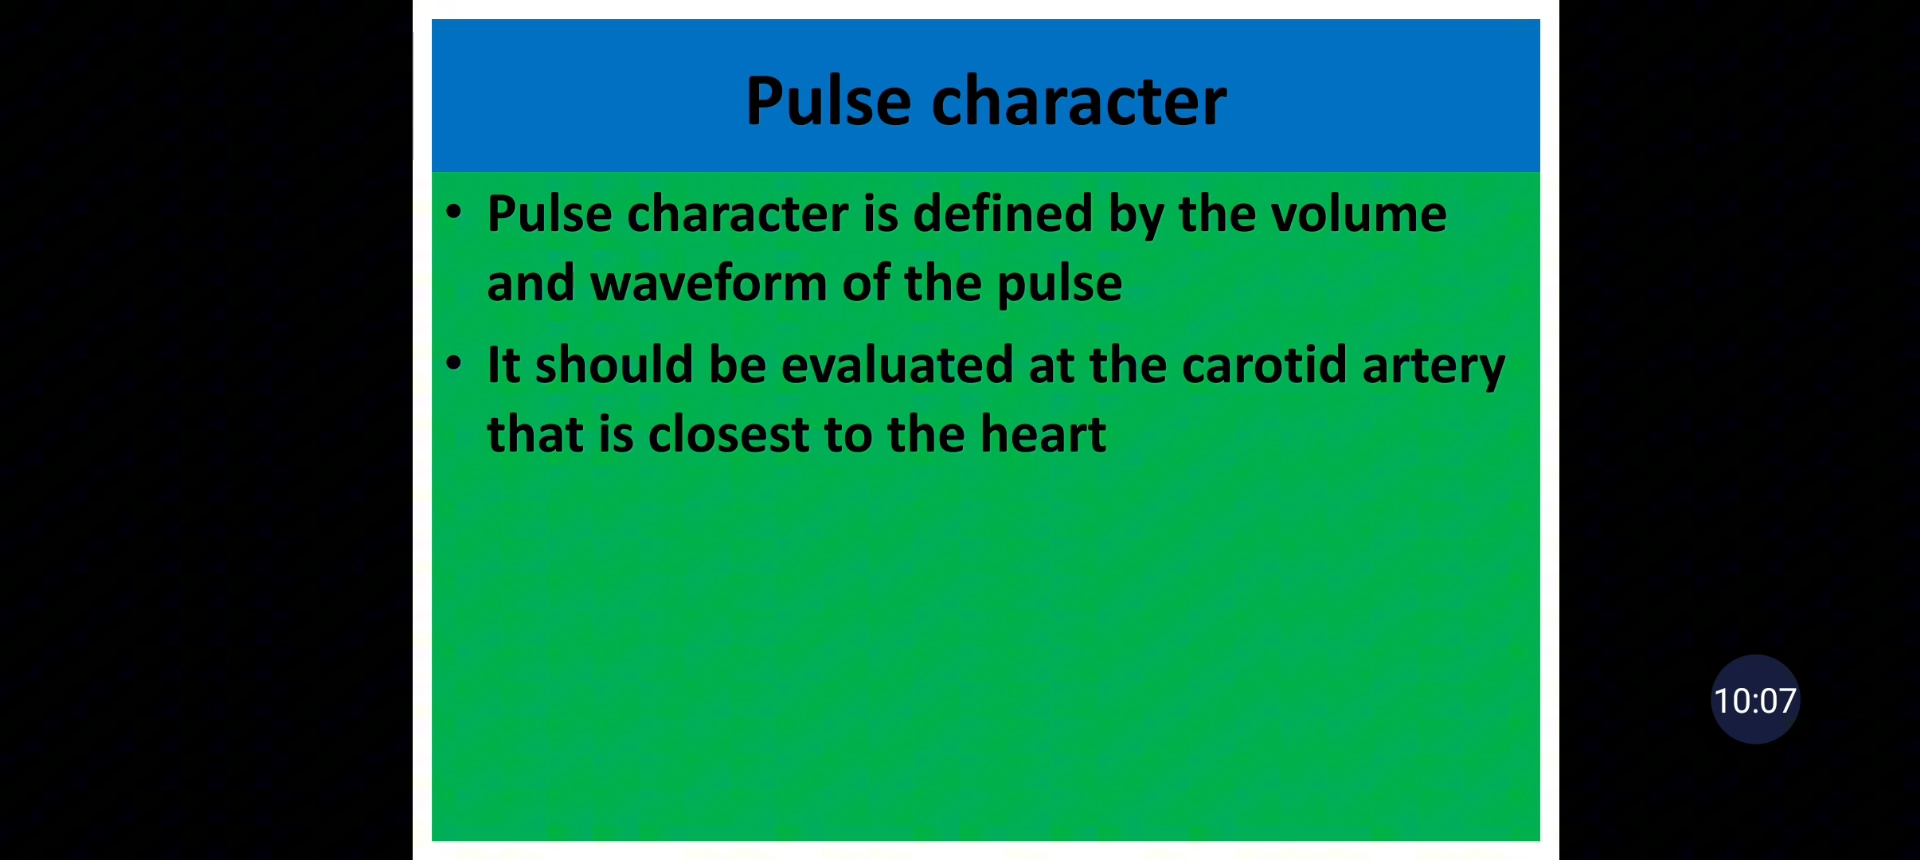 Pulse character
• Pulse character is defined by the volume
and waveform of the pulse
• It should be evaluated at the carotid artery
that is closest to the heart
10:07